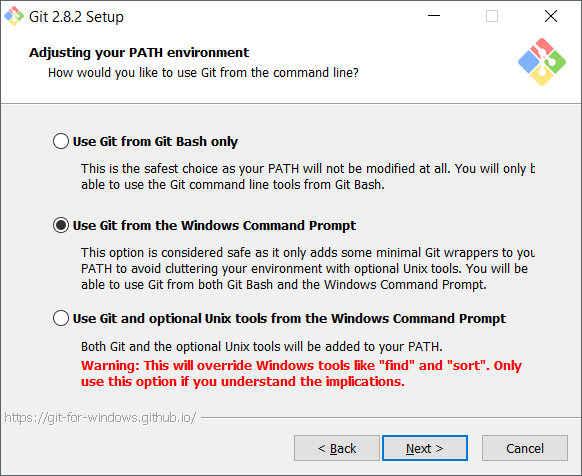 Git 2.8.2 Setup
Adjusting your PATH environment
How would you like to use Git from the command line?
Use Git from Git Bash only
This is the safest choice as your PATH will not be modified at all. You will only
able to use the Git command line tools from Git Bash.
Use Git from the Windows Command Prompt
This option is considered safe as it only adds some minimal Git wrappers to you
PATH to avoid cluttering your environment with optional Unix tools. You will be
able to use Git from both Git Bash and the Windows Command Prompt.
Use Git and optional Unix tools from the Windows Command Prompt
Both Git and the optional Unix tools will be added to your PATH.
Warning: This will override Windows tools like "find" and "sort". Only
use this option if you understand the implications.
https://git-for-windows.github.io/
< Back
Next >
Cancel